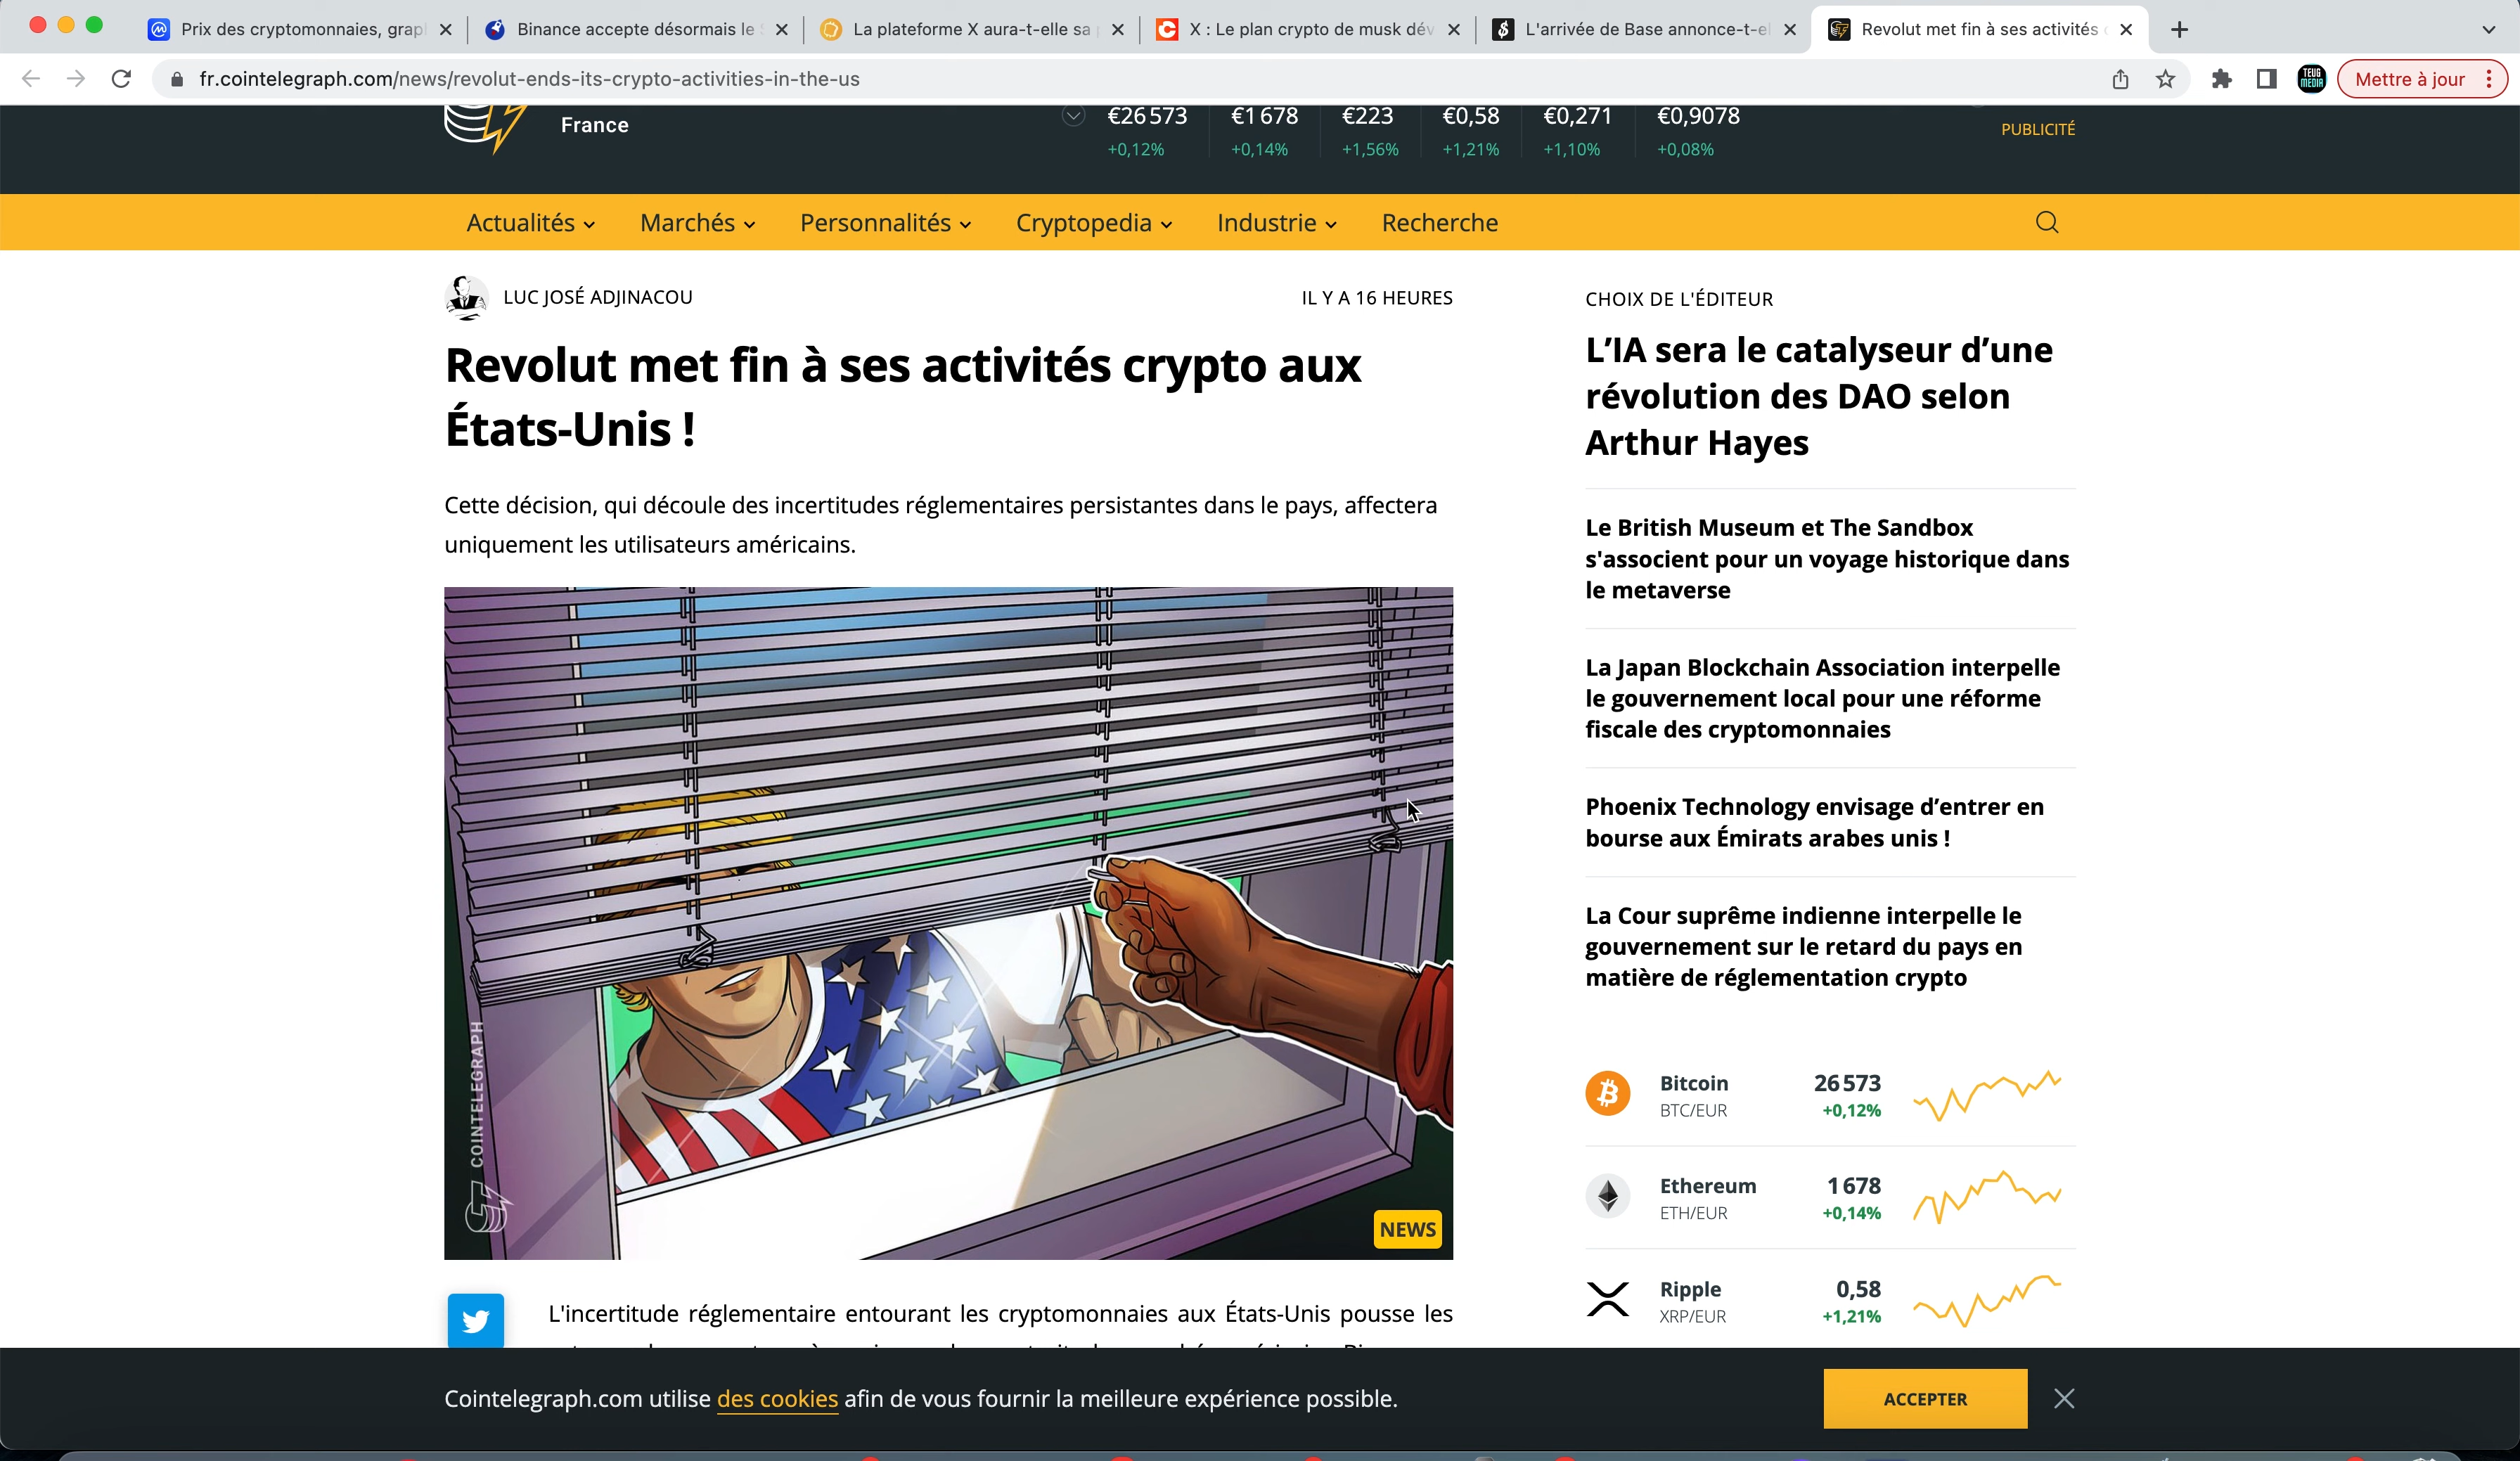 Prix des cryptomonnaies, grap
Binance accepte désormais le
La plateforme X aura-t-elle sa
X : Le plan crypto de musk dév
L'arrivée de Base annonce-t-el
Revolut met fin à ses activités
fr.cointelegraph.com/news/revolut-ends-its-crypto-activities-in-the-us
TEUG
MEDIA
Mettre à jour
France
€26 573
€1 678
€223
€0,58
€0,271
€0,9078
+0,12%
+0,14%
+1,56%
+1,21%
+1,10%
+0,08%
PUBLICITÉ
Actualités
Marchés
Personnalités
Cryptopedia
Industrie
Recherche
LUC JOSÉ ADJINACOU
IL Y A 16 HEURES
Revolut met fin à ses activités crypto aux
États-Unis !
Cette décision, qui découle des incertitudes réglementaires persistantes dans le pays, affectera
uniquement les utilisateurs américains.
COINTELEGRAPH
NEWS
L'incertitude réglementaire entourant les cryptomonnaies aux États-Unis pousse les
CHOIX DE L'ÉDITEUR
L’IA sera le catalyseur d’une
révolution des DAO selon
Arthur Hayes
Le British Museum et The Sandbox
s'associent pour un voyage historique dans
le metaverse
La Japan Blockchain Association interpelle
le gouvernement local pour une réforme
fiscale des cryptomonnaies
Phoenix Technology envisage d’entrer en
bourse aux Émirats arabes unis !
La Cour suprême indienne interpelle le
gouvernement sur le retard du pays en
matière de réglementation crypto
Bitcoin
26 573
BTC/EUR
+0,12%
Ethereum
1 678
ETH/EUR
+0,14%
Ripple
0,58
XRP/EUR
+1,21%
Cointelegraph.com utilise des cookies afin de vous fournir la meilleure expérience possible.
ACCEPTER